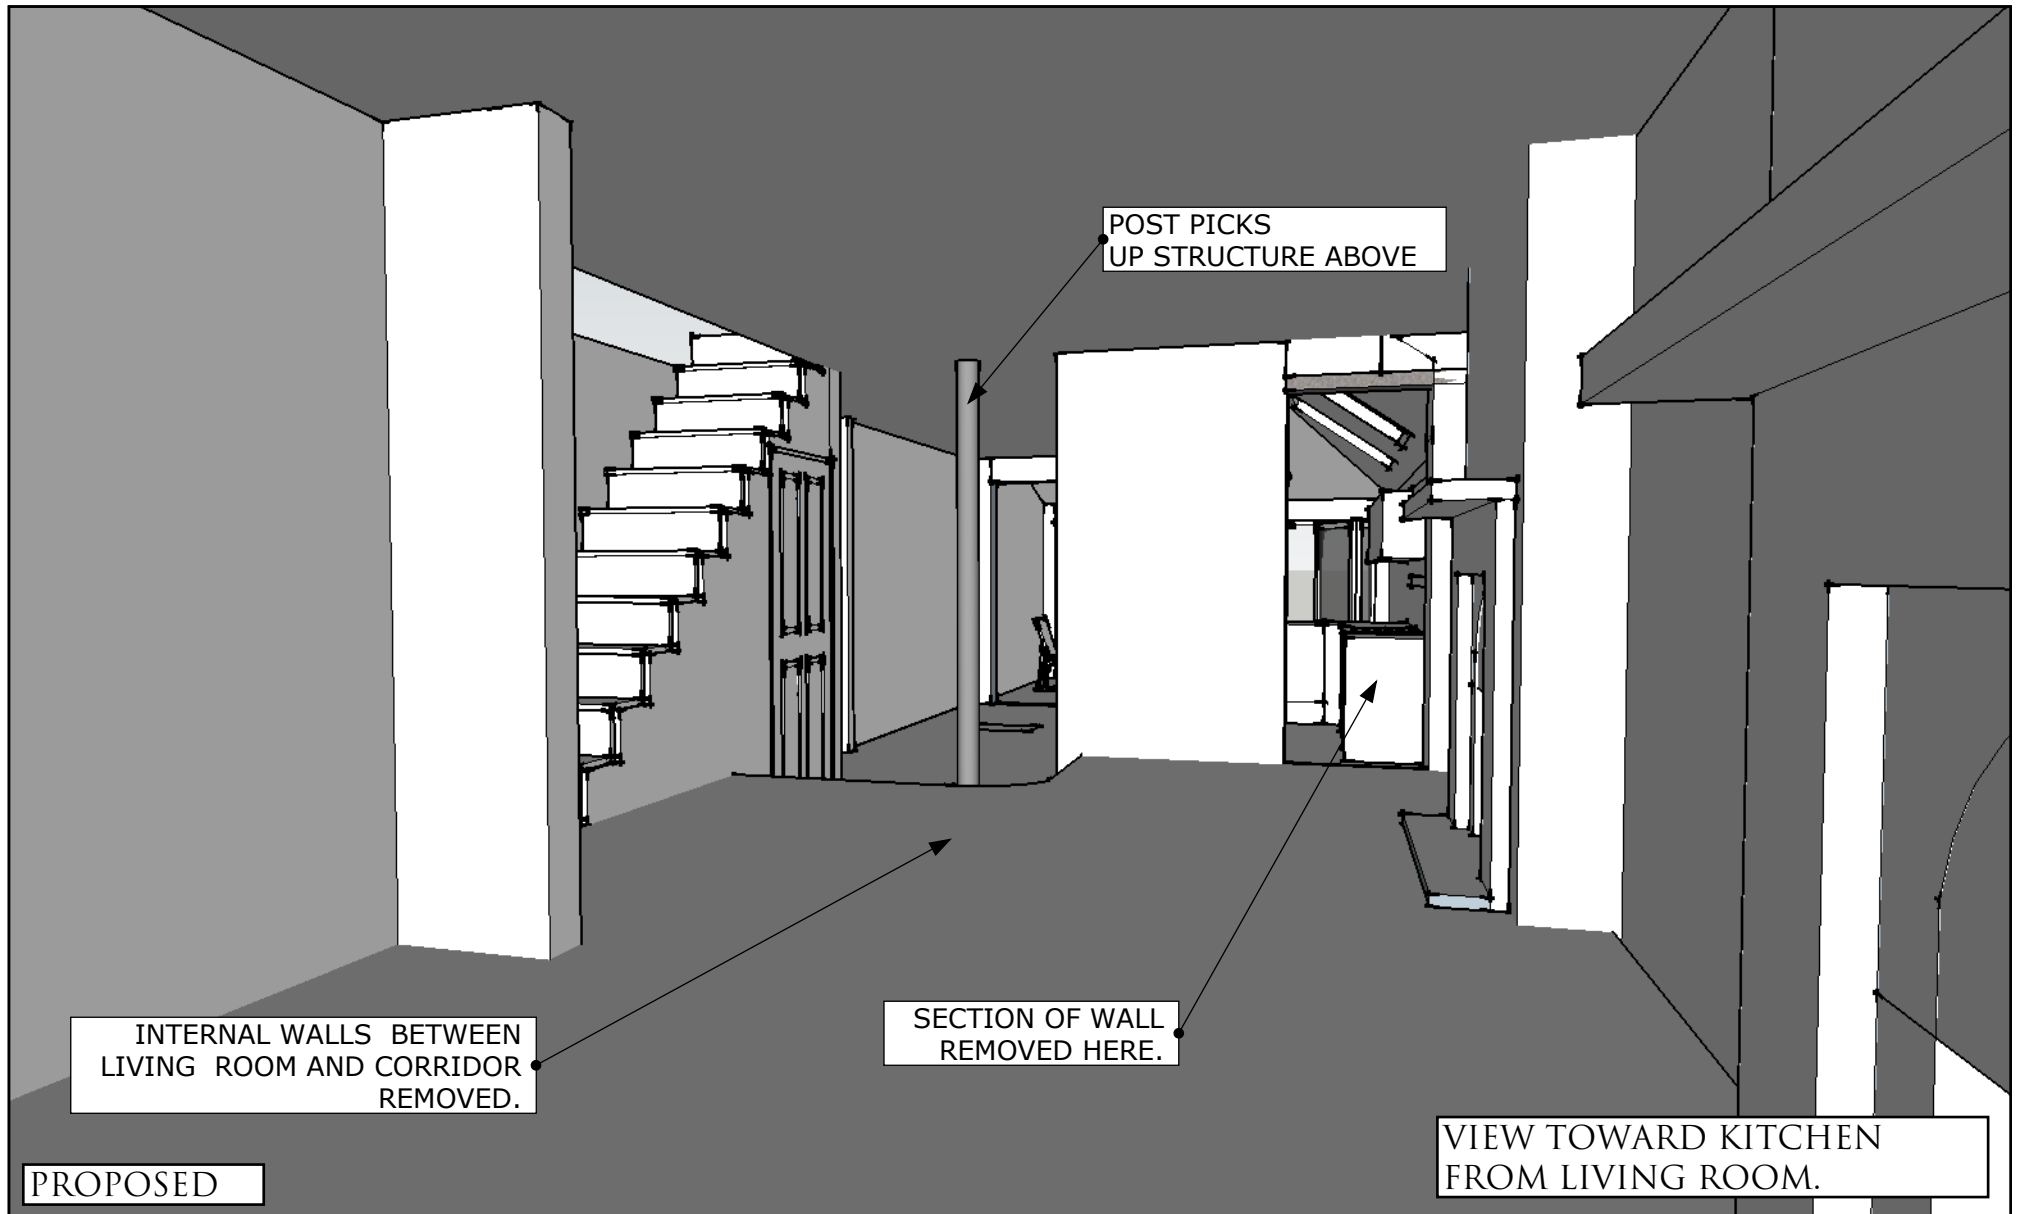 POST PICKS
UP STRUCTURE ABOVE
INTERNAL WALLS BETWEEN
LIVING ROOM AND CORRIDOR
REMOVED.
SECTION OF WALL
REMOVED HERE.
PROPOSED
VIEW TOWARD KITCHEN
FROM LIVING ROOM.